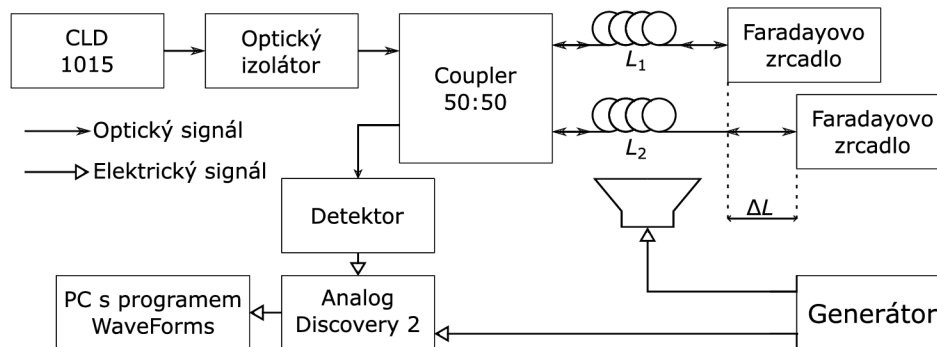 CLD
1015
Optický
izolátor
Coupler
50:50
L₁
Faradayovo
zrcadlo
L₂
Faradayovo
zrcadlo
Optický signál
Elektrický signál
Detektor
ΔL
PC s programem
WaveForms
Analog
Discovery 2
Generátor